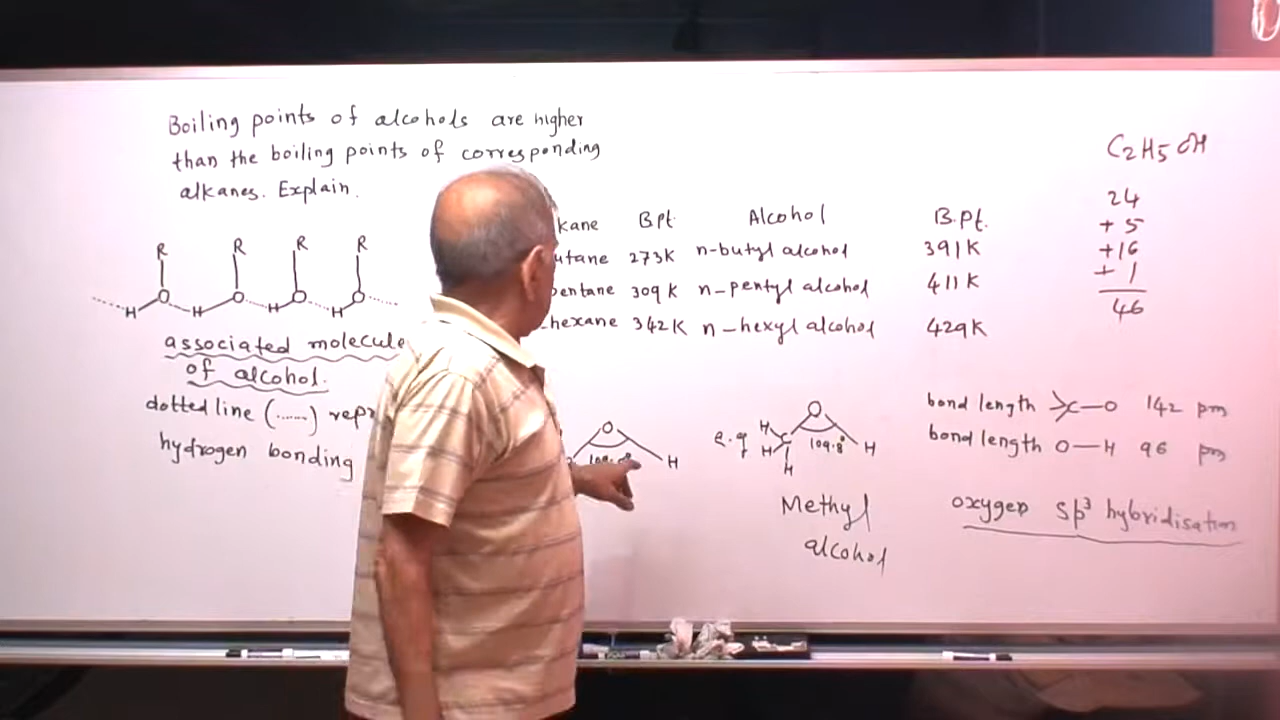 Boiling points of alcohols are higher
than the boiling points of corresponding
alkanes. Explain.
R R R R
H O H O H O H O
associated molecule
of alcohol.
dotted line (......) repr
hydrogen bonding
kane B.pt. Alcohol B.Pt.
utane 273K n-butyl alcohol 391K
pentane 309K n-pentyl alcohol 411K
-hexane 342K n-hexyl alcohol 429K
O
H
e.g H O
H C 109.8° H
H
Methyl
alcohol
C2H5OH
24
+5
+16
+1
46
bond length C-O 142 pm
bond length O-H 96 pm
oxygen sp³ hybridisation